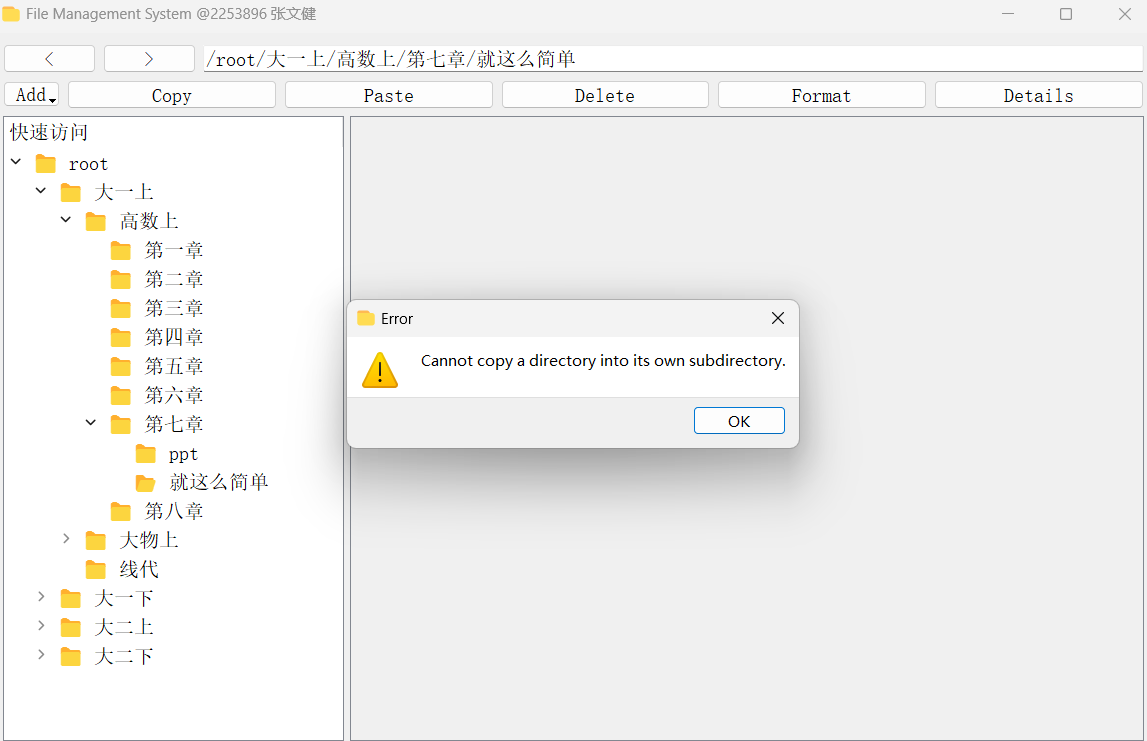 File Management System @2253896 张文健
/root/大一上/高数上/第七章/就这么简单
Add Copy Paste Delete Format Details
快速访问
root
大一上
高数上
第一章
第二章
第三章
第四章
第五章
第六章
第七章
ppt
就这么简单
第八章
大物上
线代
大一下
大二上
大二下
Error
Cannot copy a directory into its own subdirectory.
OK